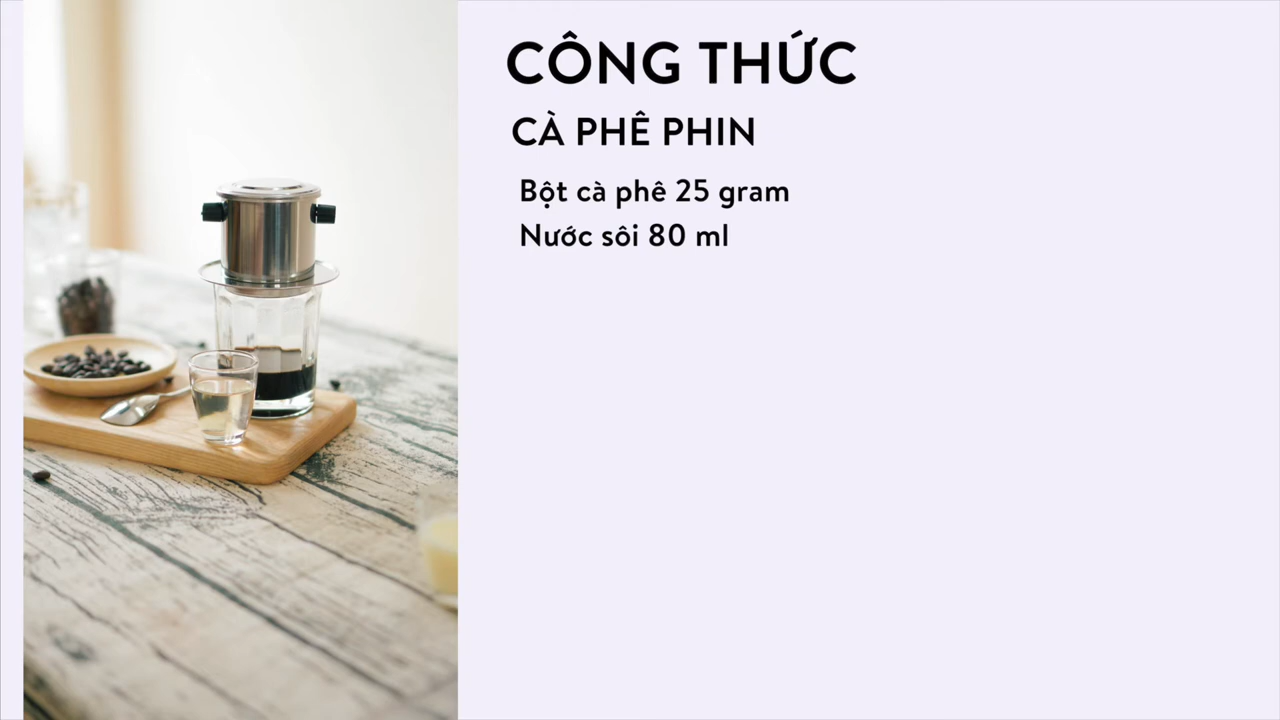 CÔNG THỨC
CÀ PHÊ PHIN
Bột cà phê 25 gram
Nước sôi 80 ml